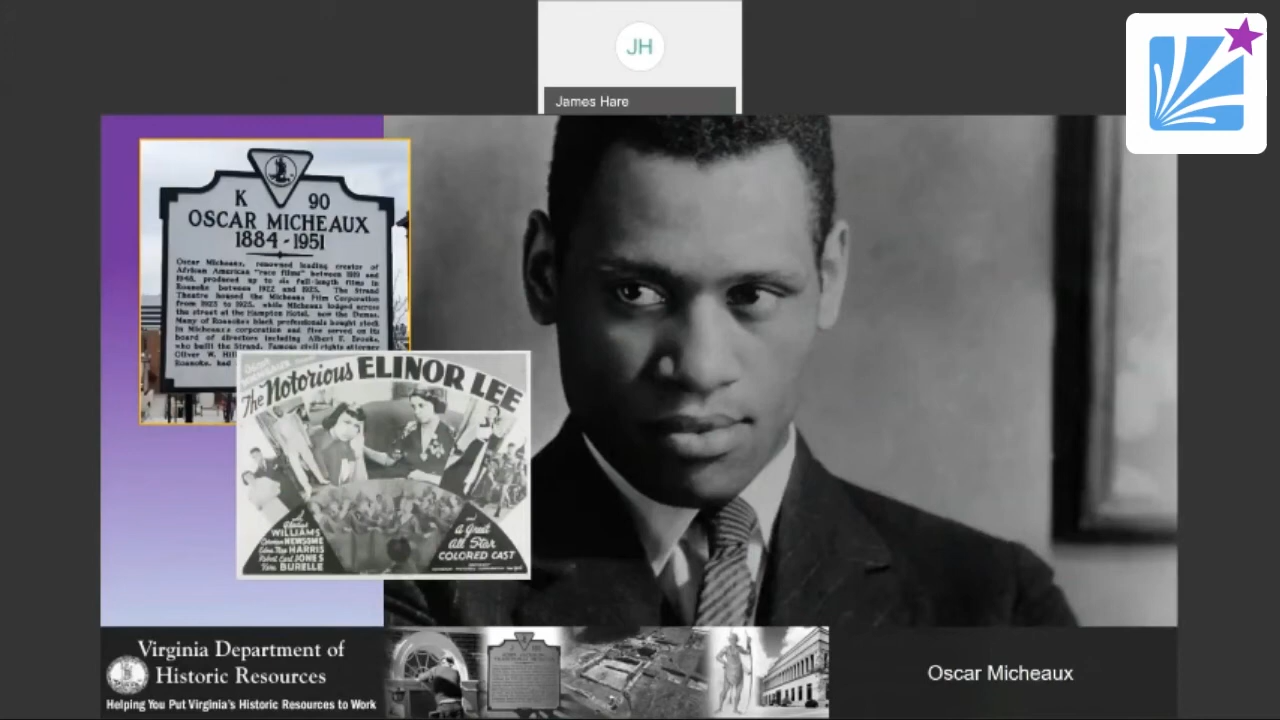 JH
James Hare
K 90
OSCAR MICHEAUX
1884-1951
Oscar Micheaux, renowned leading creator of
African American "race films" between 1919 and
1948, produced up to six full-length films in
Roanoke between 1922 and 1925. The Strand
Theatre housed the Micheaux Film Corporation
from 1923 to 1925, while Micheaux lodged across
the street at the Hampton Hotel, now the Dumas.
Many of Roanoke's black professionals bought stock
in Micheaux's corporation and five served on its
board of directors including Albert F. Brooks,
who built the Strand. Famous civil rights attorney
Oliver W. Hill
Roanoke, had
The Notorious ELINOR LEE
Gladys
WILLIAMS
NEWSOME
Edna Mae HARRIS
Robert Earl JONES
Vera BURELLE
and
A Great
All Star
COLORED CAST
Virginia Department of
Historic Resources
Helping You Put Virginia's Historic Resources to Work
Oscar Micheaux